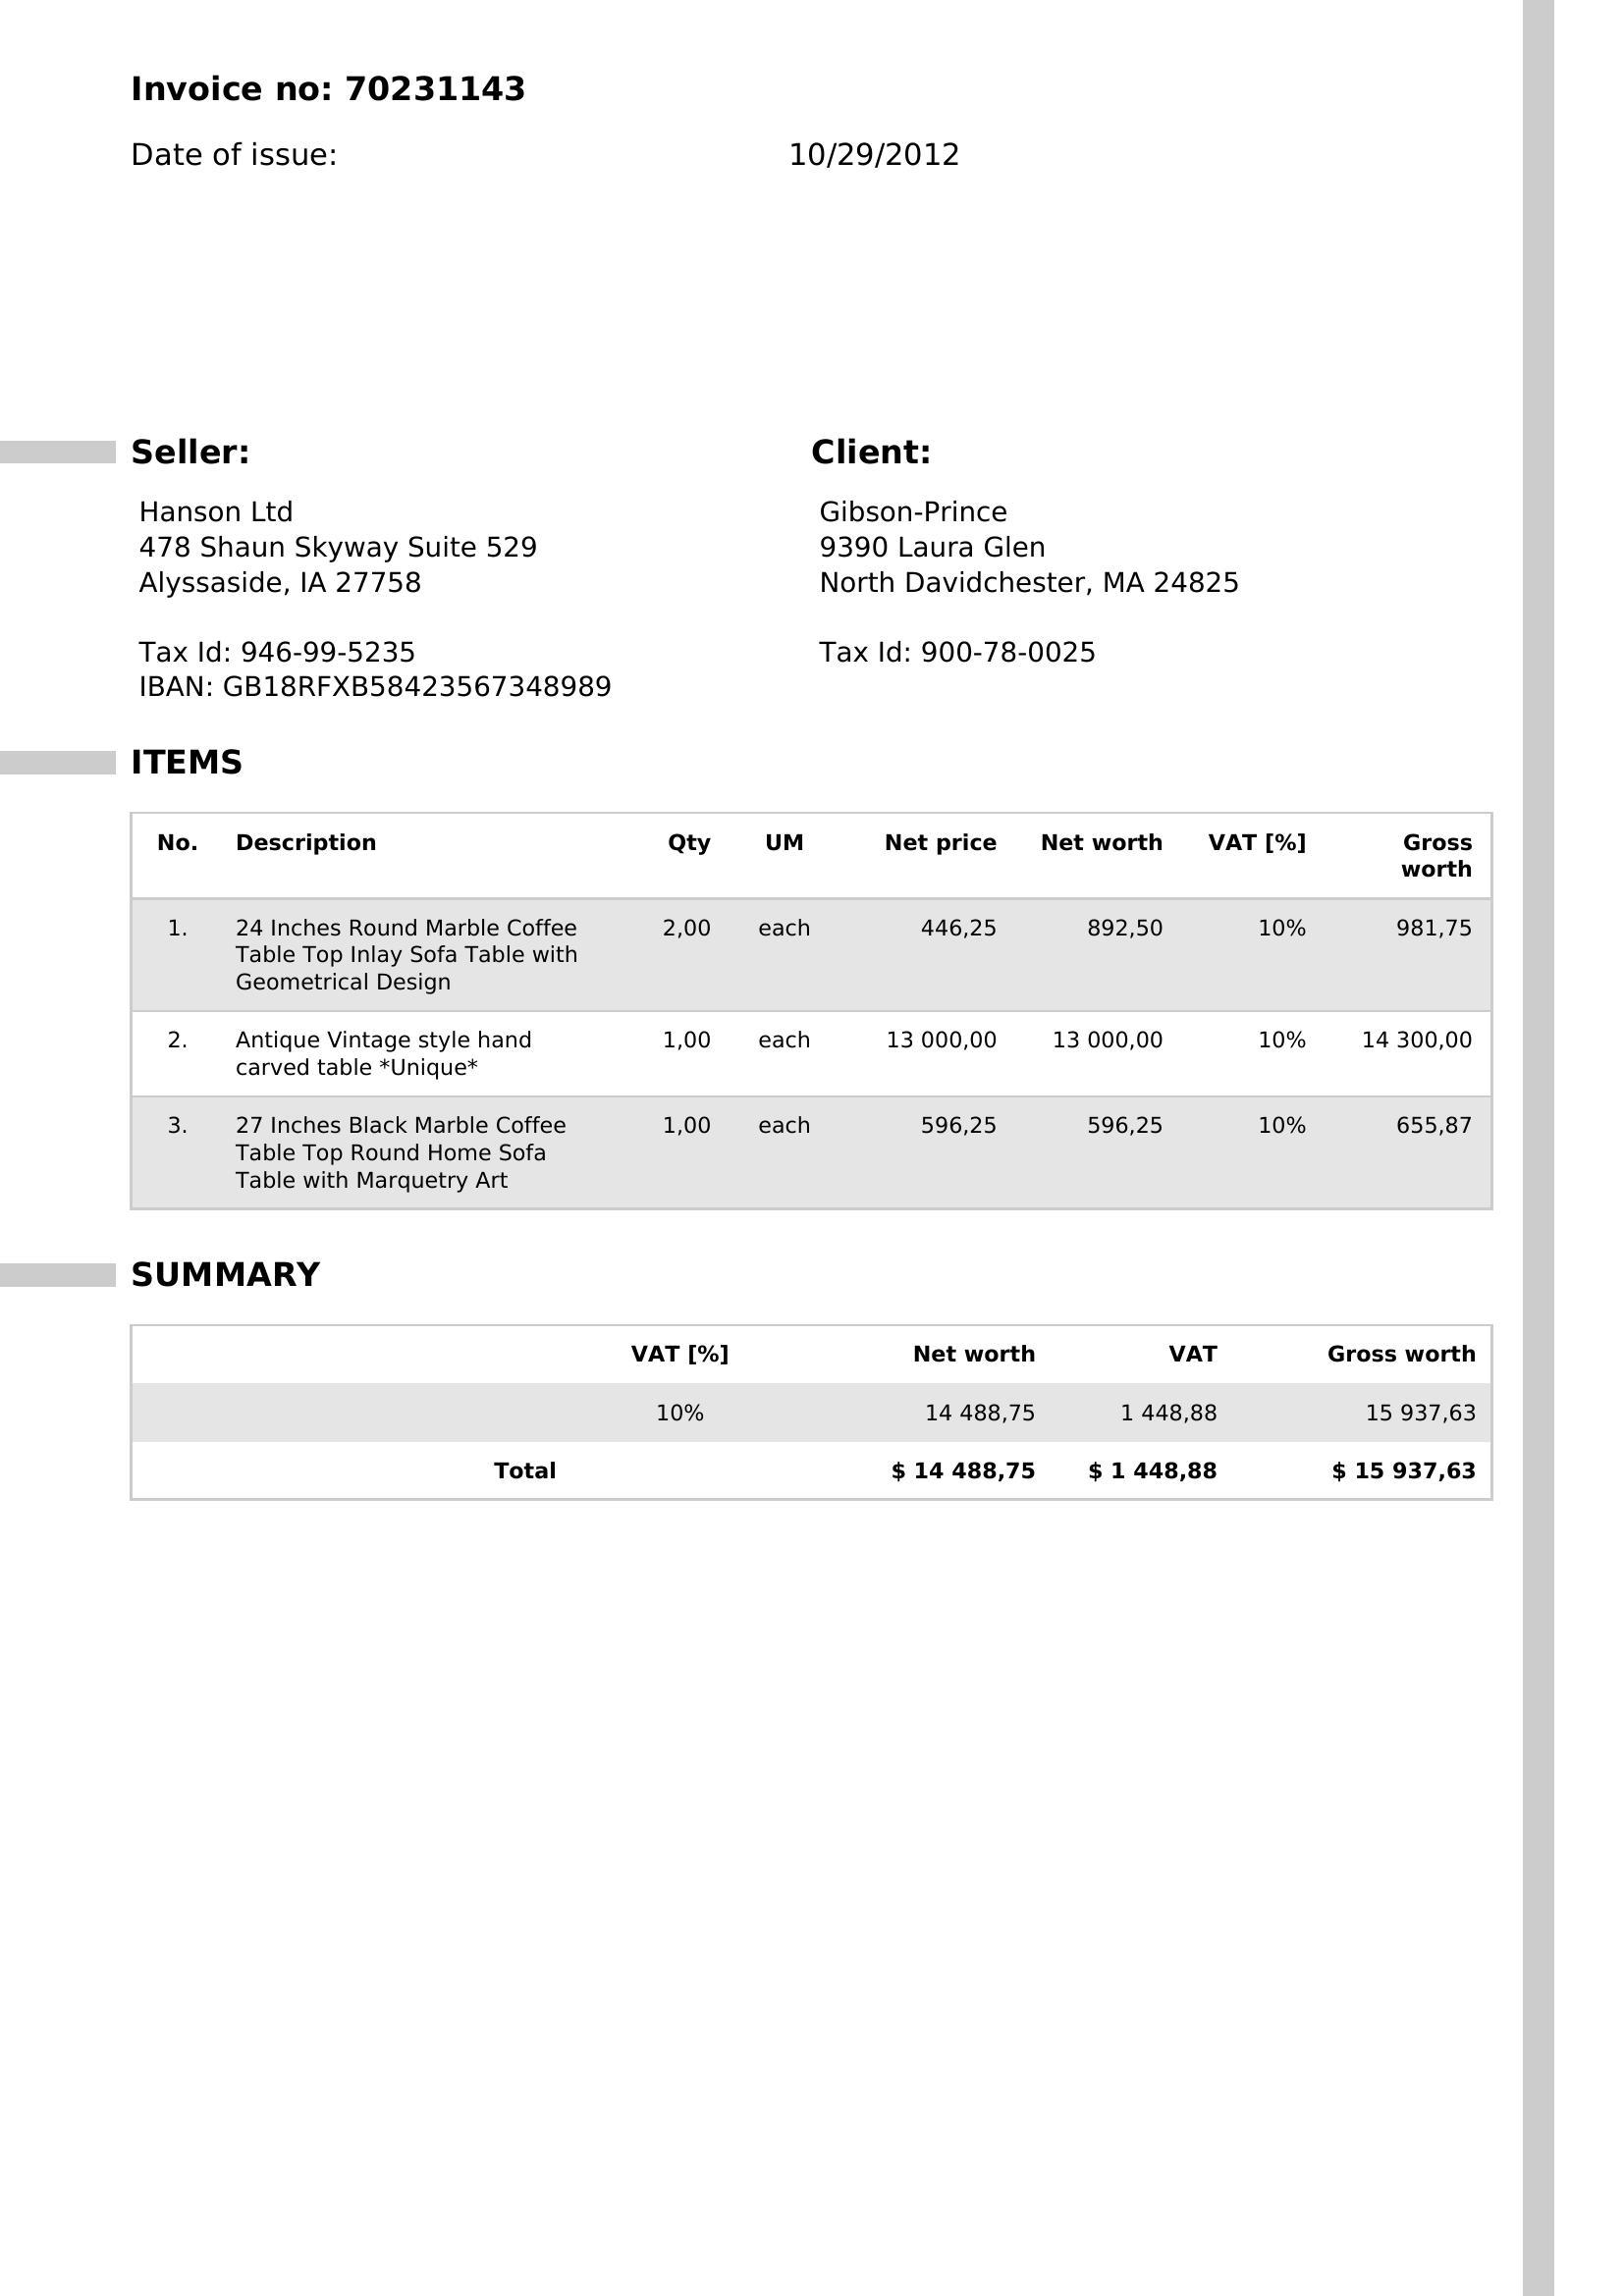 Invoice no: 70231143
Date of issue: 10/29/2012
Seller:
Hanson Ltd
478 Shaun Skyway Suite 529
Alyssaside, IA 27758
Tax Id: 946-99-5235
IBAN: GB18RFXB58423567348989
Client:
Gibson-Prince
9390 Laura Glen
North Davidchester, MA 24825
Tax Id: 900-78-0025
ITEMS
No. Description Qty UM Net price Net worth VAT [%] Gross
worth
1. 24 Inches Round Marble Coffee 2,00 each 446,25 892,50 10% 981,75
Table Top Inlay Sofa Table with
Geometrical Design
2. Antique Vintage style hand 1,00 each 13 000,00 13 000,00 10% 14 300,00
carved table *Unique*
3. 27 Inches Black Marble Coffee 1,00 each 596,25 596,25 10% 655,87
Table Top Round Home Sofa
Table with Marquetry Art
SUMMARY
VAT [%] Net worth VAT Gross worth
10% 14 488,75 1 448,88 15 937,63
Total $ 14 488,75 $ 1 448,88 $ 15 937,63